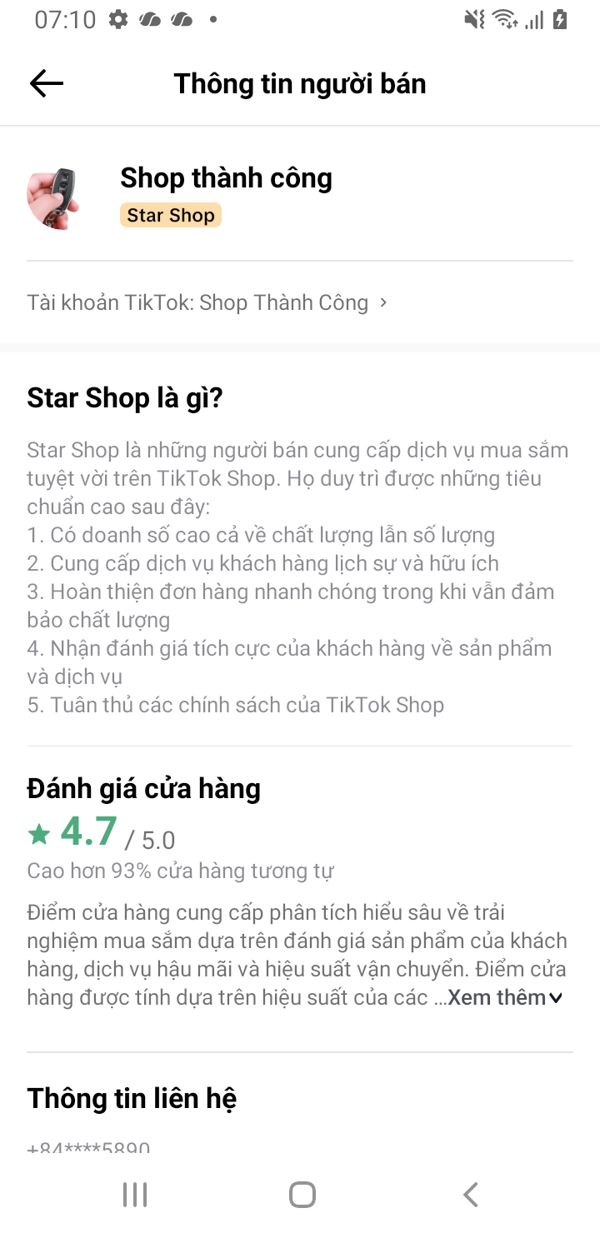 07:10
Thông tin người bán
Shop thành công
Star Shop
Tài khoản TikTok: Shop Thành Công >
Star Shop là gì?
Star Shop là những người bán cung cấp dịch vụ mua sắm
tuyệt vời trên TikTok Shop. Họ duy trì được những tiêu
chuẩn cao sau đây:
1. Có doanh số cao cả về chất lượng lẫn số lượng
2. Cung cấp dịch vụ khách hàng lịch sự và hữu ích
3. Hoàn thiện đơn hàng nhanh chóng trong khi vẫn đảm
bảo chất lượng
4. Nhận đánh giá tích cực của khách hàng về sản phẩm
và dịch vụ
5. Tuân thủ các chính sách của TikTok Shop
Đánh giá cửa hàng
4.7 / 5.0
Cao hơn 93% cửa hàng tương tự
Điểm cửa hàng cung cấp phân tích hiểu sâu về trải
nghiệm mua sắm dựa trên đánh giá sản phẩm của khách
hàng, dịch vụ hậu mãi và hiệu suất vận chuyển. Điểm cửa
hàng được tính dựa trên hiệu suất của các ...Xem thêm
Thông tin liên hệ
+84****5890